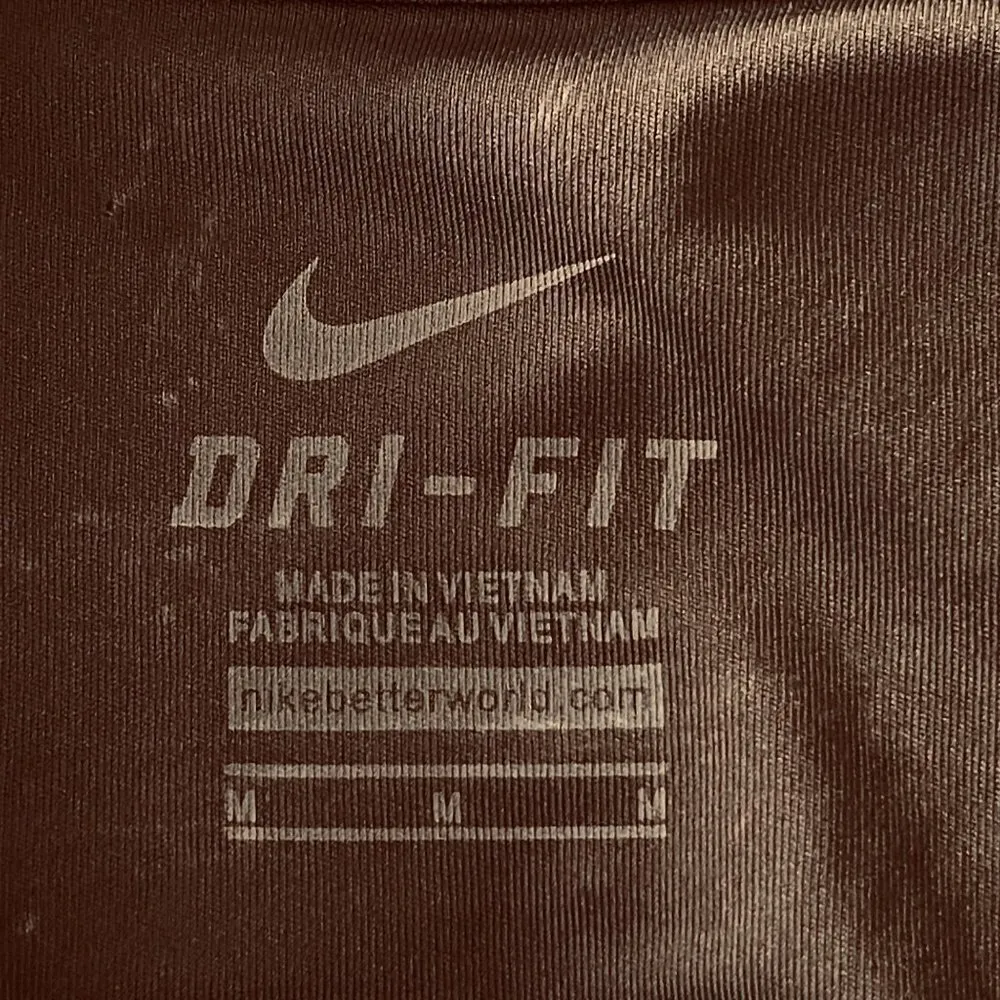 DRI-FIT
MADE IN VIETNAM
FABRIQUE AU VIETNAM
nikebetterworld.com
M M M